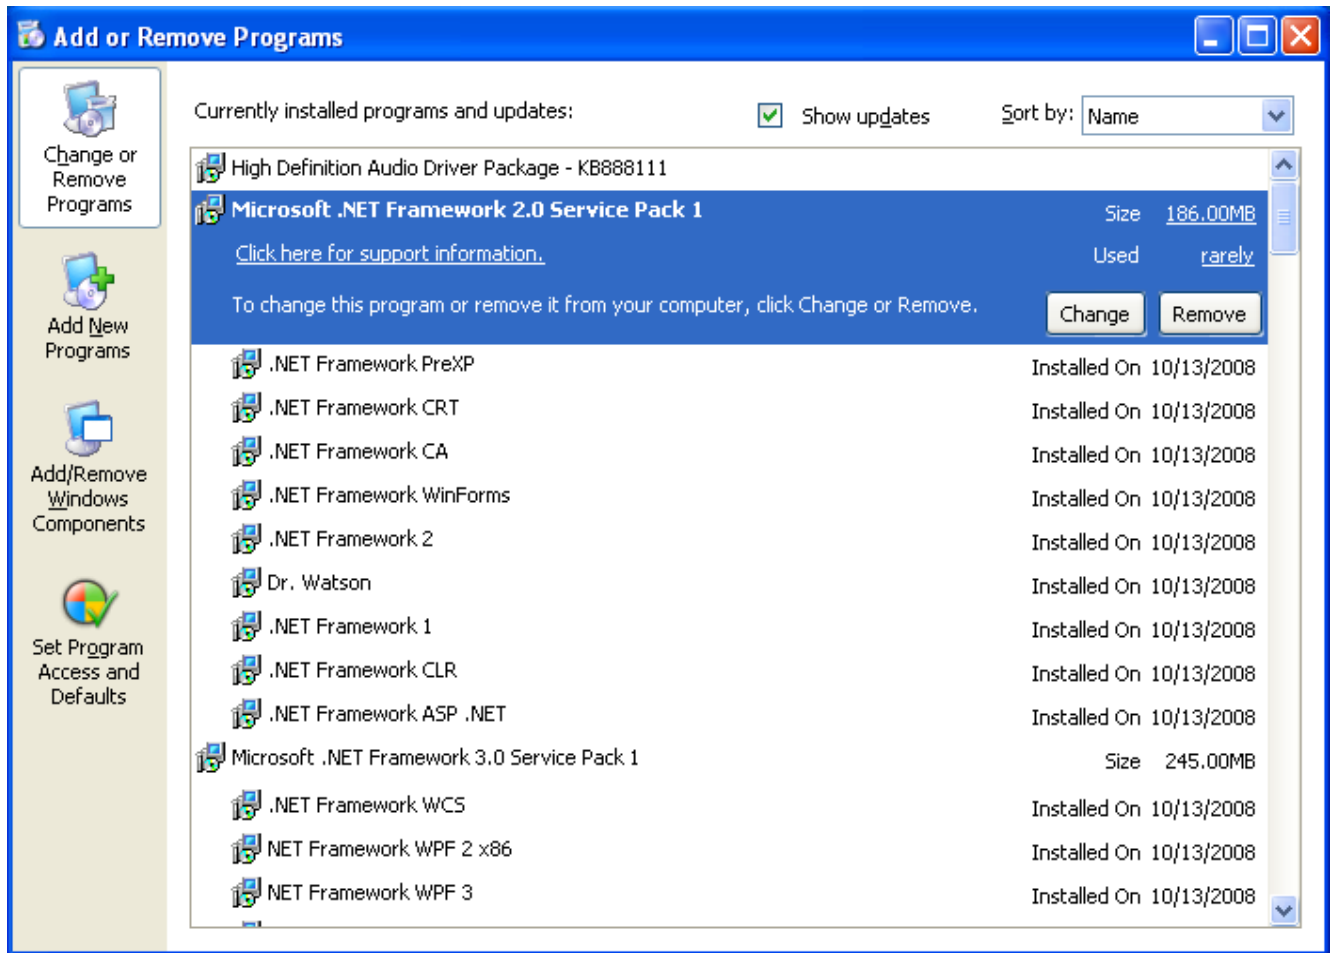 Add or Remove Programs
Change or
Remove
Programs
Add New
Programs
Add/Remove
Windows
Components
Set Program
Access and
Defaults
Currently installed programs and updates:
Show updates
Sort by: Name
High Definition Audio Driver Package - KB888111
Microsoft .NET Framework 2.0 Service Pack 1 Size 186.00MB
Click here for support information. Used rarely
To change this program or remove it from your computer, click Change or Remove. Change Remove
.NET Framework PreXP Installed On 10/13/2008
.NET Framework CRT Installed On 10/13/2008
.NET Framework CA Installed On 10/13/2008
.NET Framework WinForms Installed On 10/13/2008
.NET Framework 2 Installed On 10/13/2008
Dr. Watson Installed On 10/13/2008
.NET Framework 1 Installed On 10/13/2008
.NET Framework CLR Installed On 10/13/2008
.NET Framework ASP .NET Installed On 10/13/2008
Microsoft .NET Framework 3.0 Service Pack 1 Size 245.00MB
.NET Framework WCS Installed On 10/13/2008
NET Framework WPF 2 x86 Installed On 10/13/2008
NET Framework WPF 3 Installed On 10/13/2008